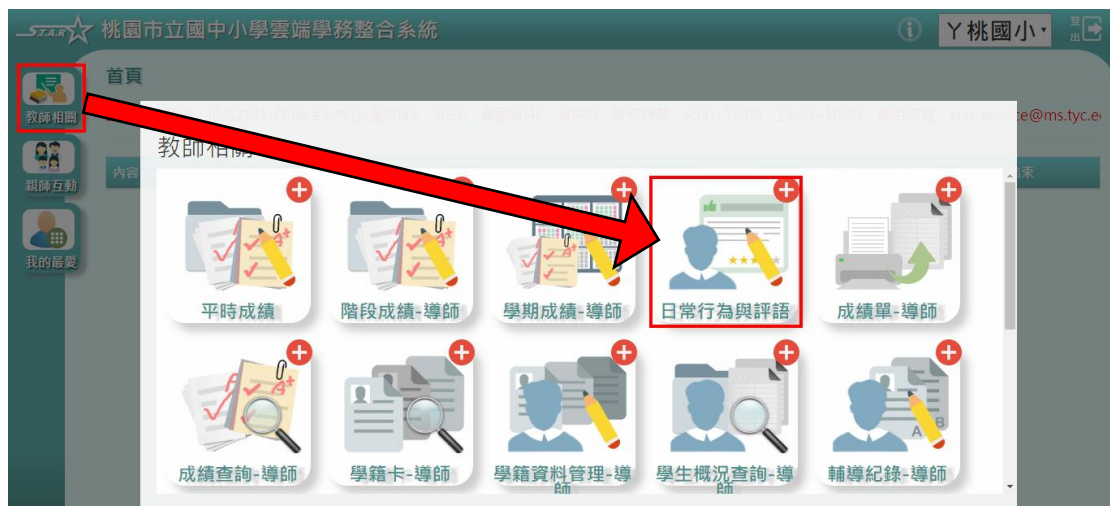 S.T.A.R 桃園市立國中小學雲端學務整合系統
ㄚ桃國小
登出
教師相關
親師互動
我的最愛
首頁
e@ms.tyc.e
內容
教師相關
平時成績
階段成績-導師
學期成績-導師
日常行為與評語
成績單-導師
成績查詢-導師
學籍卡-導師
學籍資料管理-導師
學生概況查詢-導師
輔導紀錄-導師